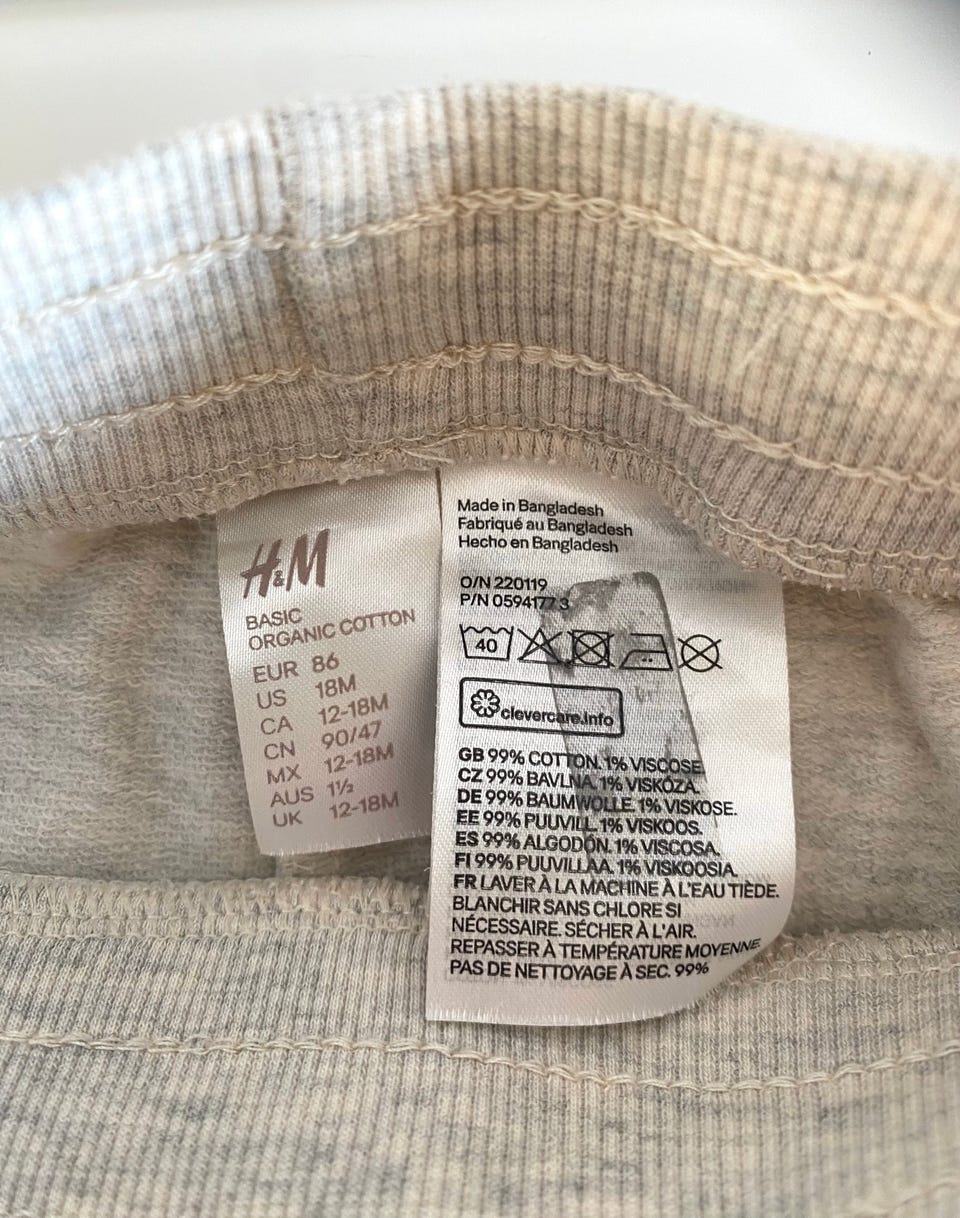 H&M
BASIC
ORGANIC COTTON
EUR 86
US 18M
CA 12-18M
CN 90/47
MX 12-18M
AUS 1½
UK 12-18M
Made in Bangladesh
Fabriqué au Bangladesh
Hecho en Bangladesh
O/N 220119
P/N 0594177 3
40
clevercare.info
GB 99% COTTON. 1% VISCOSE.
CZ 99% BAVLNA. 1% VISKÓZA.
DE 99% BAUMWOLLE. 1% VISKOSE.
EE 99% PUUVILL. 1% VISKOOS.
ES 99% ALGODÓN. 1% VISCOSA.
FI 99% PUUVILLAA. 1% VISKOOSIA.
FR LAVER À LA MACHINE À L'EAU TIÈDE.
BLANCHIR SANS CHLORE SI
NÉCESSAIRE. SÉCHER À L'AIR.
REPASSER À TEMPÉRATURE MOYENNE.
PAS DE NETTOYAGE À SEC. 99%